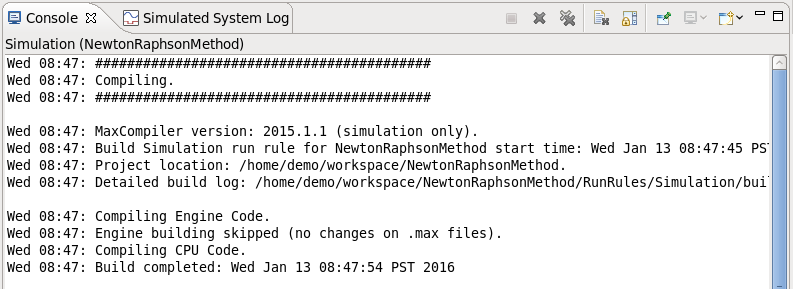 Console Simulated System Log
Simulation (NewtonRaphsonMethod)
Wed 08:47: ##########################################
Wed 08:47: Compiling.
Wed 08:47: ##########################################
Wed 08:47: MaxCompiler version: 2015.1.1 (simulation only).
Wed 08:47: Build Simulation run rule for NewtonRaphsonMethod start time: Wed Jan 13 08:47:45 PST
Wed 08:47: Project location: /home/demo/workspace/NewtonRaphsonMethod.
Wed 08:47: Detailed build log: /home/demo/workspace/NewtonRaphsonMethod/RunRules/Simulation/buil
Wed 08:47: Compiling Engine Code.
Wed 08:47: Engine building skipped (no changes on .max files).
Wed 08:47: Compiling CPU Code.
Wed 08:47: Build completed: Wed Jan 13 08:47:54 PST 2016